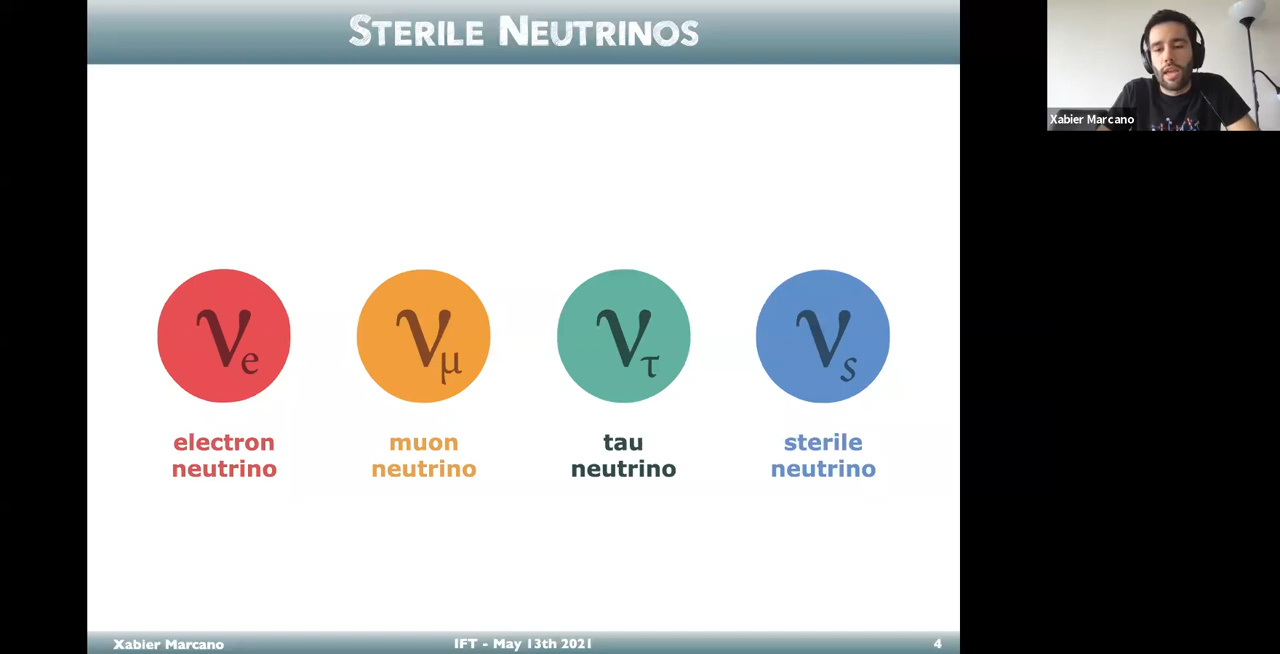 STERILE NEUTRINOS
Xabier Marcano
νe νμ ντ νs
electron neutrino
muon neutrino
tau neutrino
sterile neutrino
Xabier Marcano IFT - May 13th 2021 4